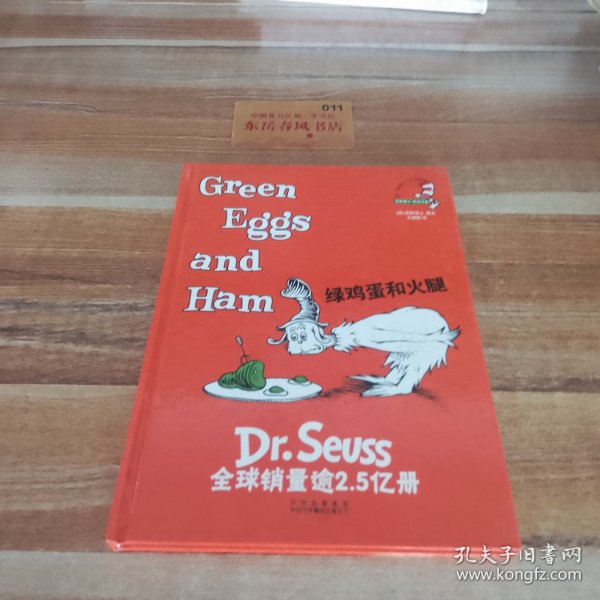 011
东岳春风书店
Green
Eggs
and
Ham
绿鸡蛋和火腿
Dr. Seuss
全球销量逾2.5亿册
孔夫子旧书网
www.kongfz.com